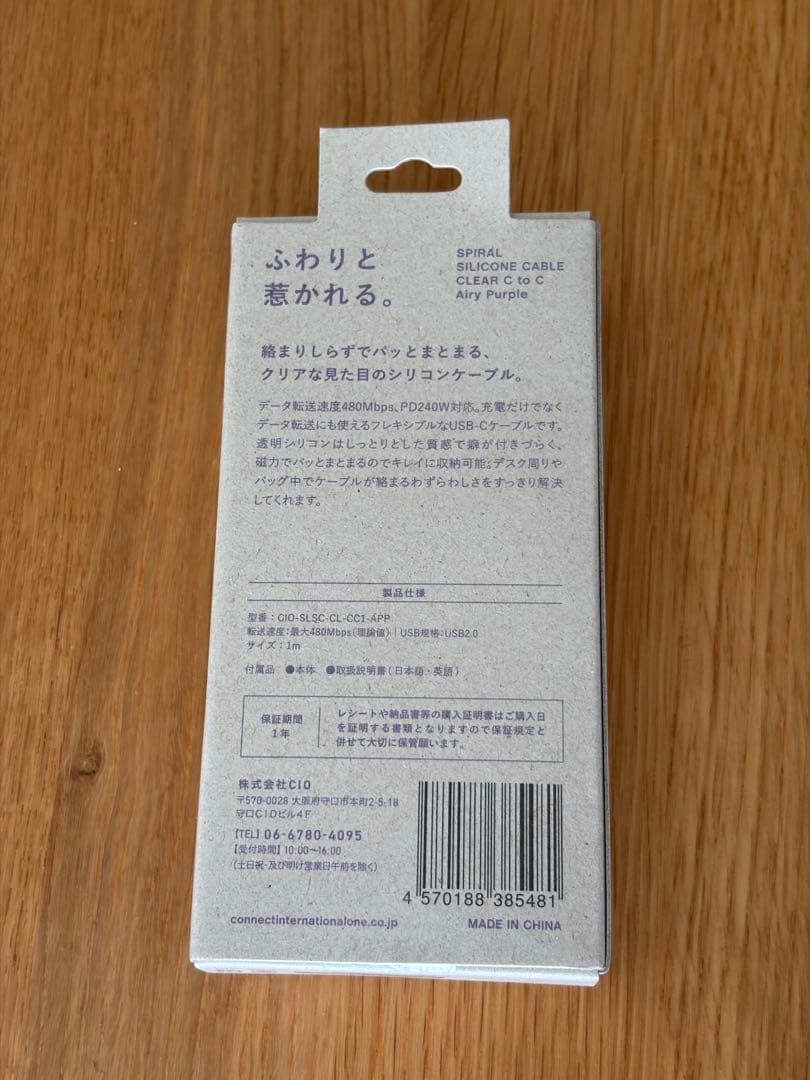 ふわりと
惹かれる。
SPIRAL
SILICONE CABLE
CLEAR C to C
Airy Purple
絡まりしらずでパッとまとまる、
クリアな見た目のシリコンケーブル。
データ転送速度480Mbps、PD240W対応。充電だけでなく
データ転送にも使えるフレキシブルなUSB-Cケーブルです。
透明シリコンはしっとりとした質感で癖が付きづらく、
磁力でパッとまとまるのでキレイに収納可能。デスク周りや
バッグ中でケーブルが絡まるわずらわしさをすっきり解決
してくれます。
製品仕様
型番：CIO-SLSC-CL-CC1-APP
転送速度：最大480Mbps（理論値）｜USB規格：USB2.0
サイズ：1m
付属品 ●本体 ●取扱説明書（日本語・英語）
保証期間
1年
レシートや納品書等の購入証明書はご購入日
を証明する書類となりますので保証規定と
併せて大切に保管願います。
株式会社CIO
〒570-0028 大阪府守口市本町2-5-18
守口CIOビル4F
【TEL】06-6780-4095
【受付時間】10:00〜16:00
（土日祝・及び明け営業日午前を除く）
connectinternationalone.co.jp
4 570188 385481
MADE IN CHINA